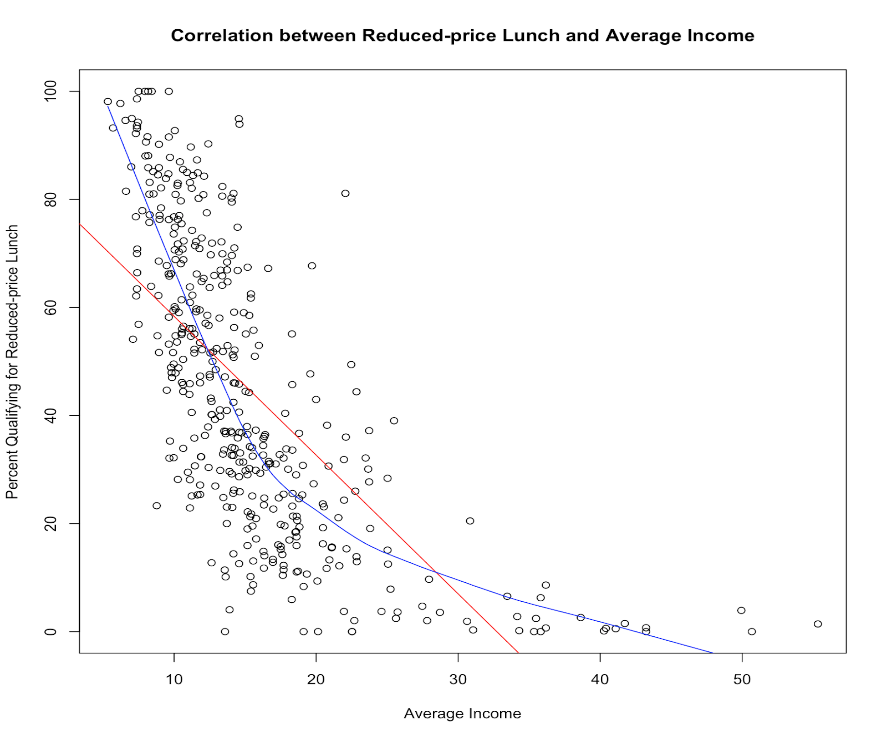 Correlation between Reduced-price Lunch and Average Income
Percent Qualifying for Reduced-price Lunch
100
80
60
40
20
0
10 20 30 40 50
Average Income